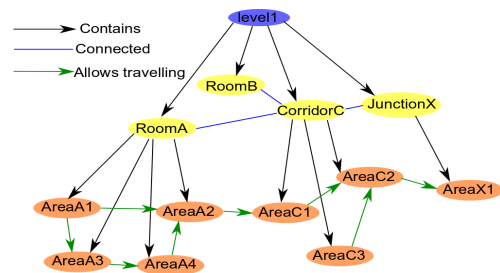 level1
Contains
Connected
Allows travelling
RoomB
JunctionX
CorridorC
RoomA
AreaC2
AreaX1
AreaA1
AreaA2
AreaC1
AreaC3
AreaA3
AreaA4